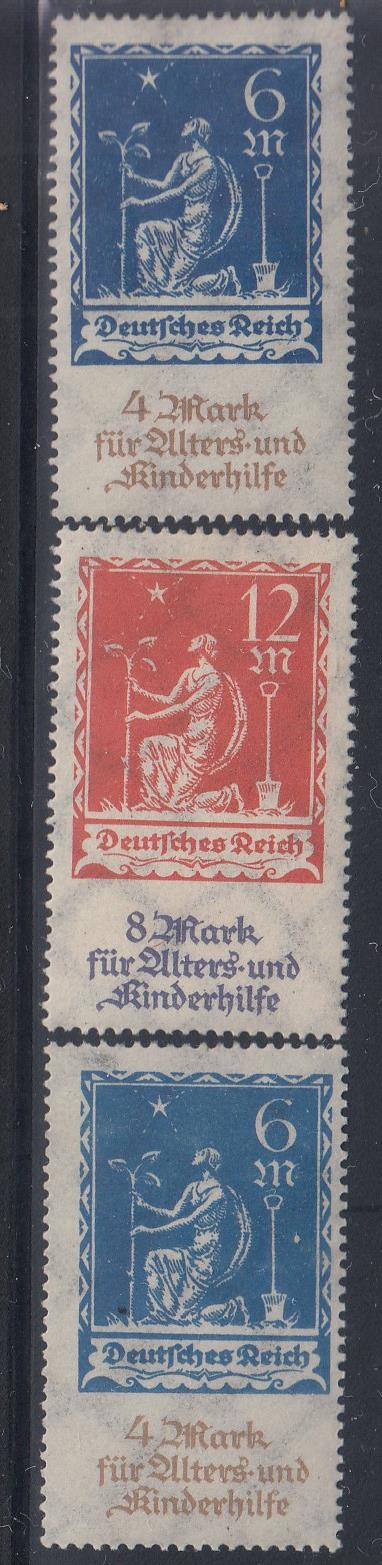 6
M
Deutsches Reich
4 Mark
für Alters- und
Kinderhilfe
12
M
Deutsches Reich
8 Mark
für Alters- und
Kinderhilfe
6
M
Deutsches Reich
4 Mark
für Alters- und
Kinderhilfe